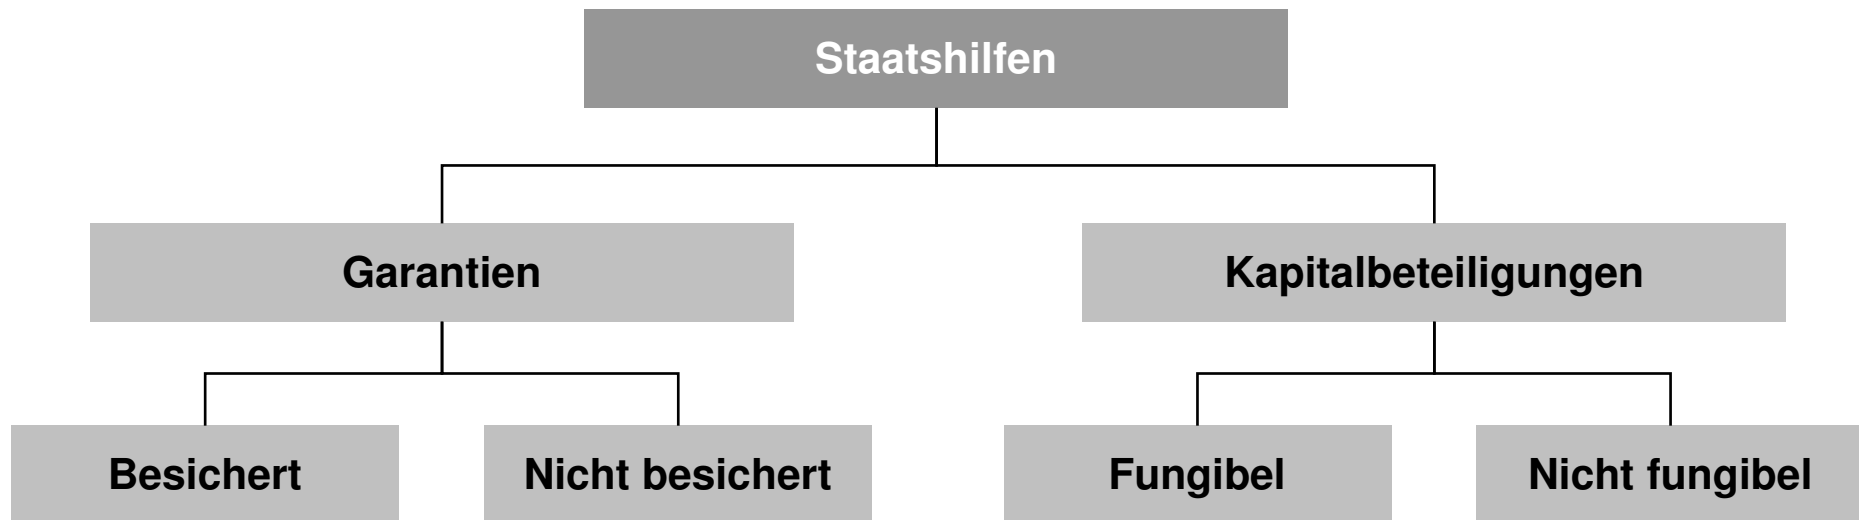 Staatshilfen
Garantien
Kapitalbeteiligungen
Besichert
Nicht besichert
Fungibel
Nicht fungibel